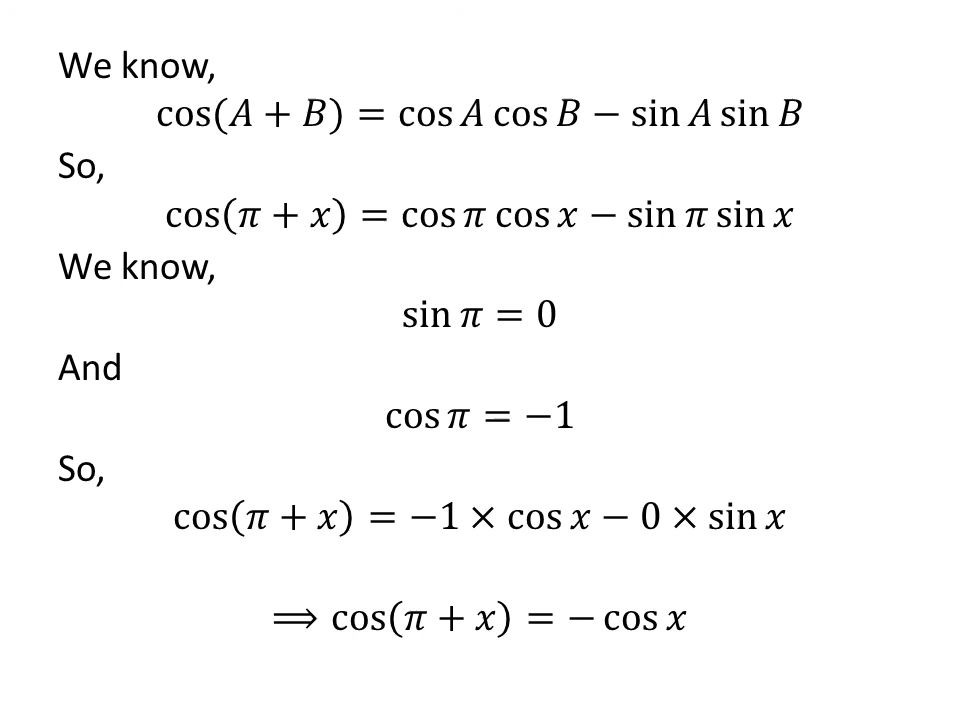 We know,
cos(A + B) = cos A cos B − sin A sin B
So,
cos(π + x) = cos π cos x − sin π sin x
We know,
sin π = 0
And
cos π = −1
So,
cos(π + x) = −1 × cos x − 0 × sin x
⟹ cos(π + x) = − cos x